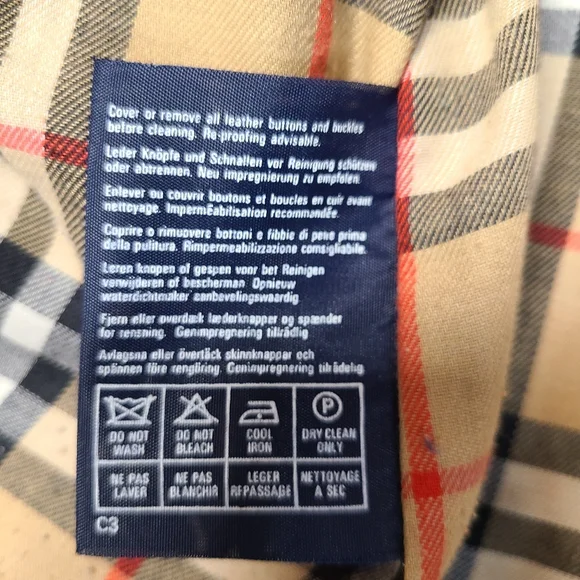 Cover or remove all leather buttons and buckles
before cleaning. Re-proofing advisable.
Leder Knöpfe und Schnallen vor Reinigung schützen
oder abtrennen. Neu impregnierung zu empfolen.
Enlever ou couvrir boutons et boucles en cuir avant
nettoyage. Imperméabilisation recommandée.
Coprire o rimuovere bottoni e fibbie di pene prima
della pulitura. Rimpermeabilizzazione consigliabile.
Leren knopen of gespen voor bet Reinigen
verwijderen of bescherman. Opnieuw
waterdichtmaker aanbevelingswaardig
Fjern eller overdæk læderknapper og spænder
for rensning. Genimpregnering tilrådlig
Avlagsna eller övertäck skinnknappar och
spännen före rengöring. Genimpregnering tillrådelig.
P
DO NOT WASH
DO NOT BLEACH
COOL IRON
DRY CLEAN ONLY
NE PAS LAVER
NE PAS BLANCHIR
LEGER REPASSAGE
NETTOYAGE A SEC
C3